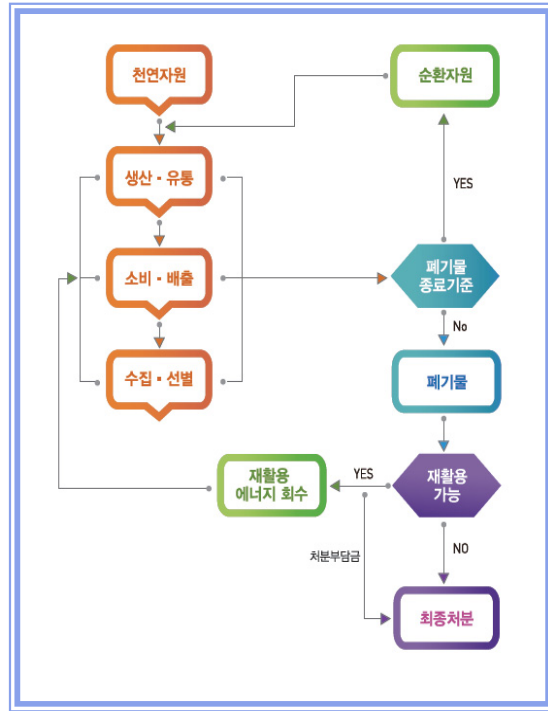 천연자원
순환자원
생산 - 유통
YES
소비 - 배출
폐기물
종료기준
No
수집 - 선별
폐기물
재활용
에너지 회수
YES
재활용
가능
처분부담금
NO
최종처분